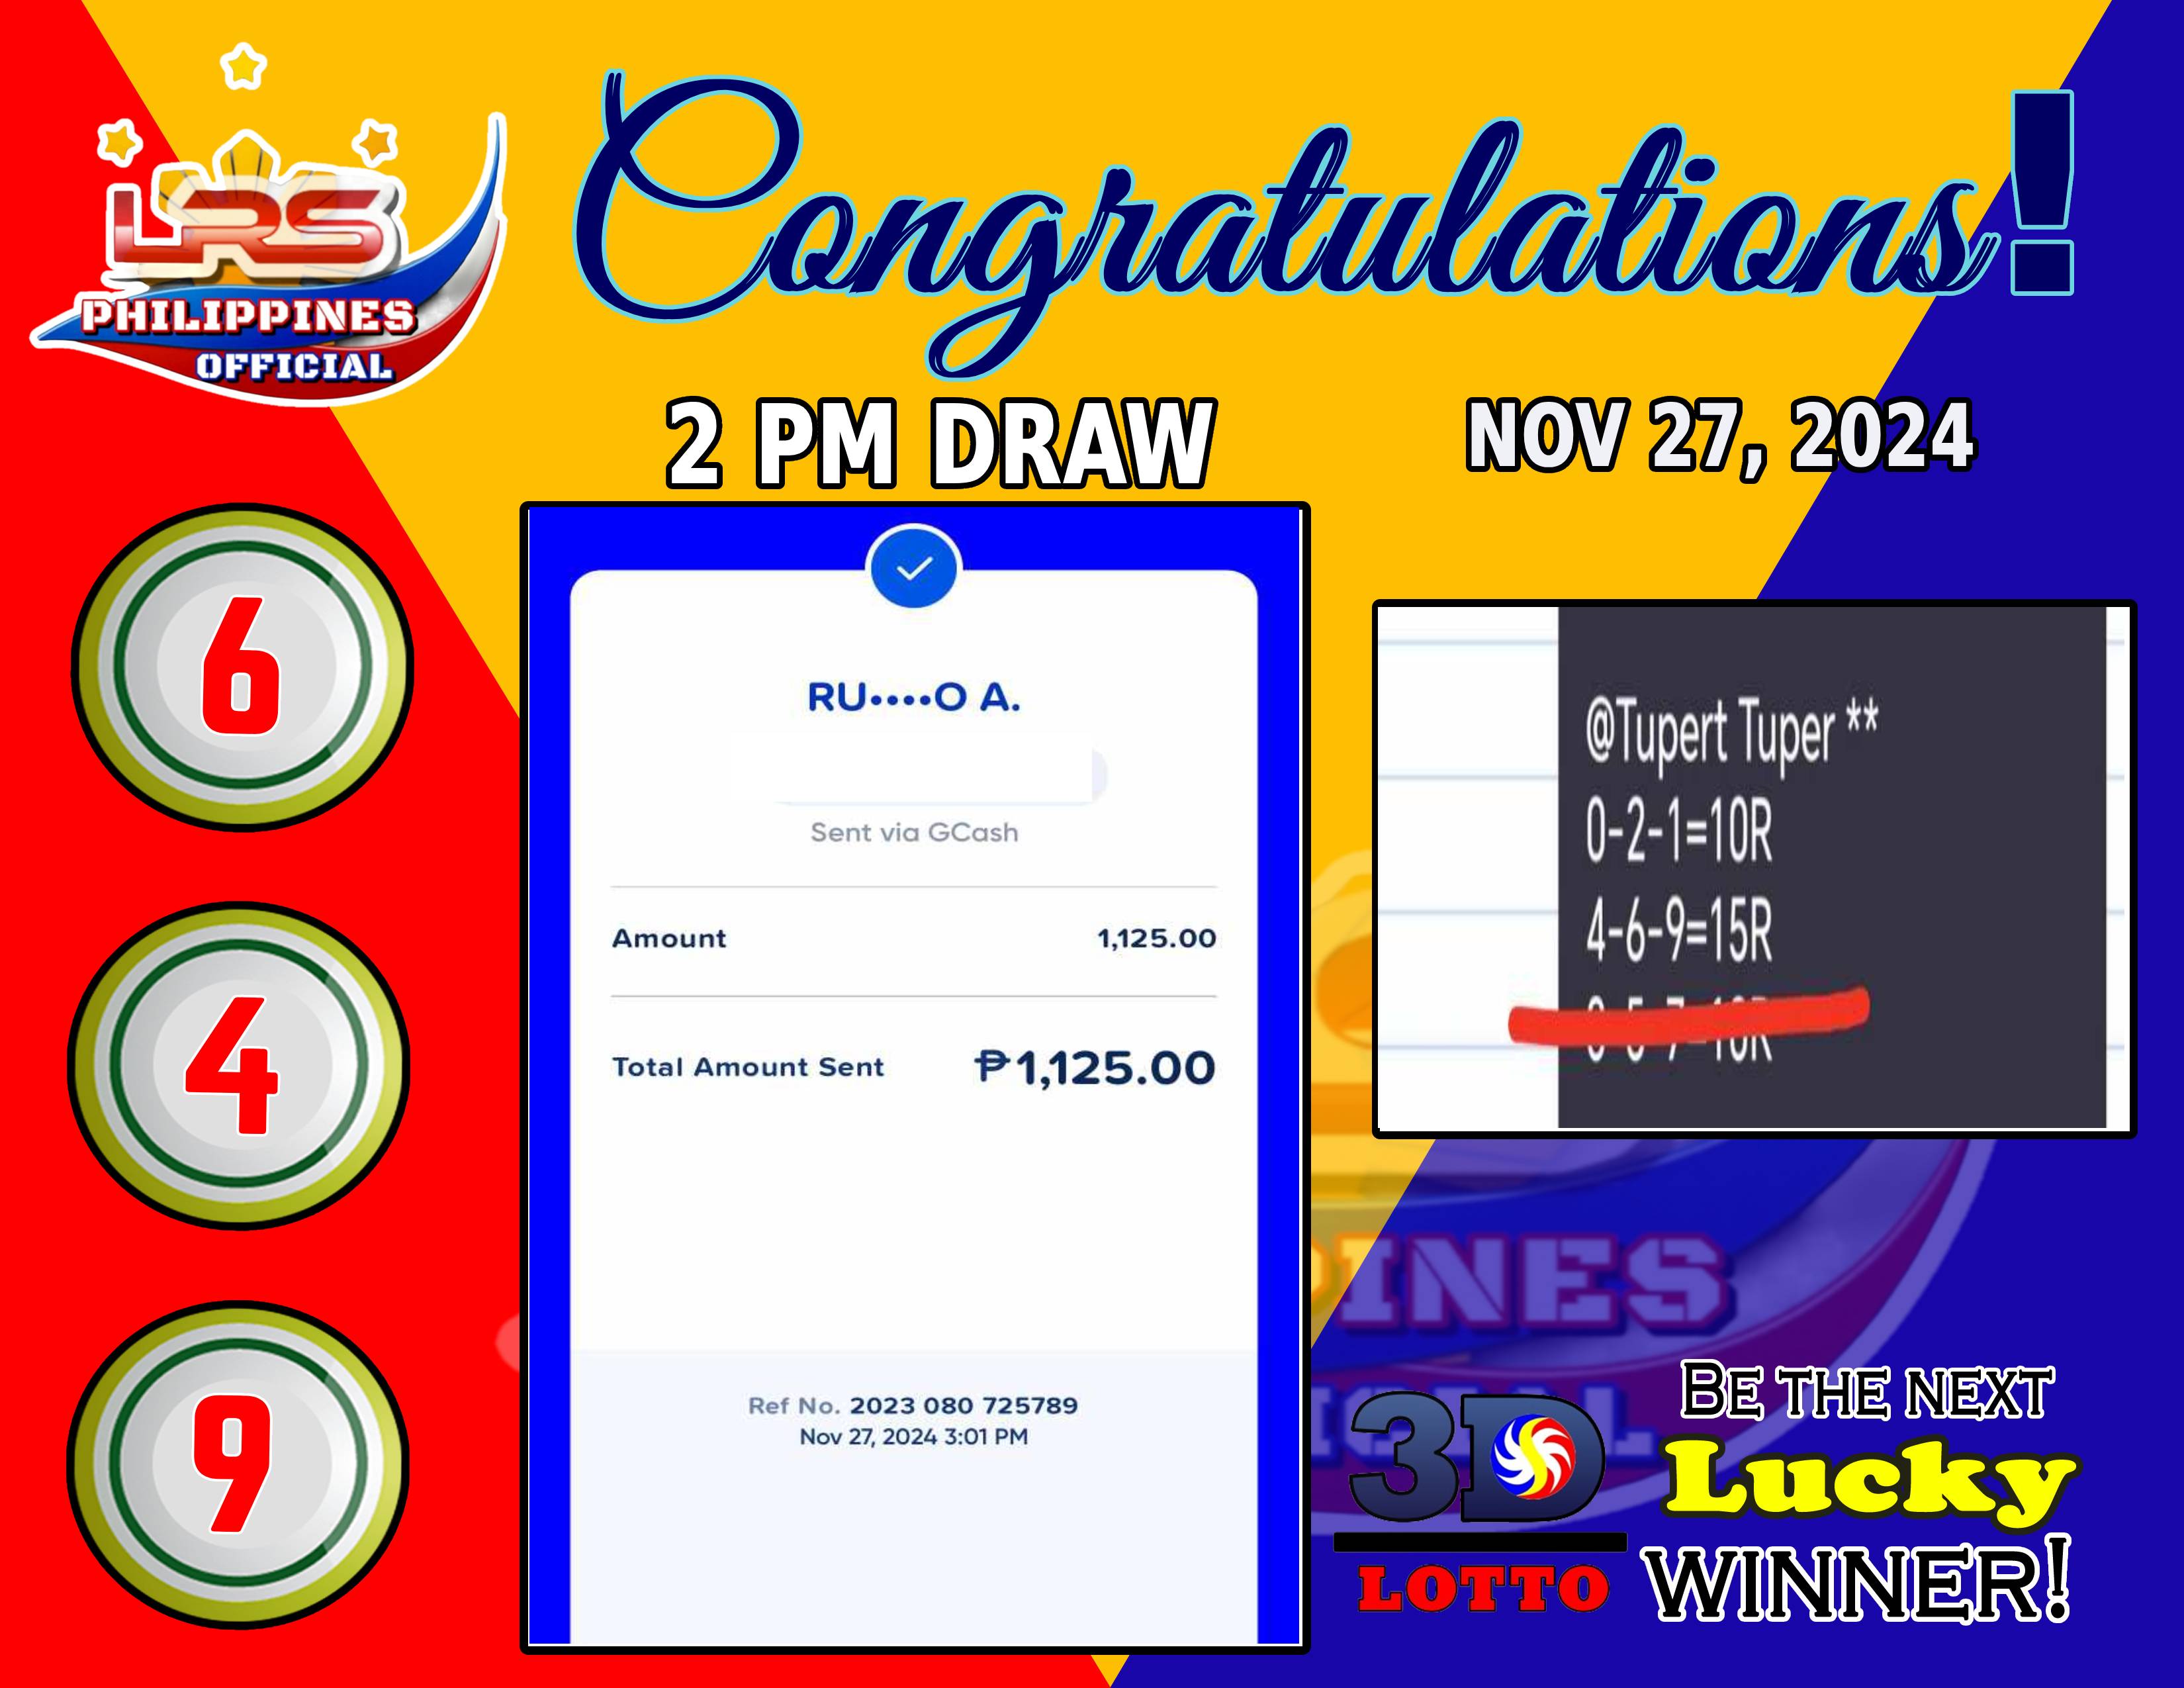 LRS
PHILIPPINES
OFFICIAL
Congratulations!
2 PM DRAW
NOV 27, 2024
6
4
9
RU••••O A.
Sent via GCash
Amount 1,125.00
Total Amount Sent ₱1,125.00
Ref No. 2023 080 725789
Nov 27, 2024 3:01 PM
@Tupert Tuper **
0-2-1=10R
4-6-9=15R
PINES
3D
LOTTO
BE THE NEXT
Lucky
WINNER!